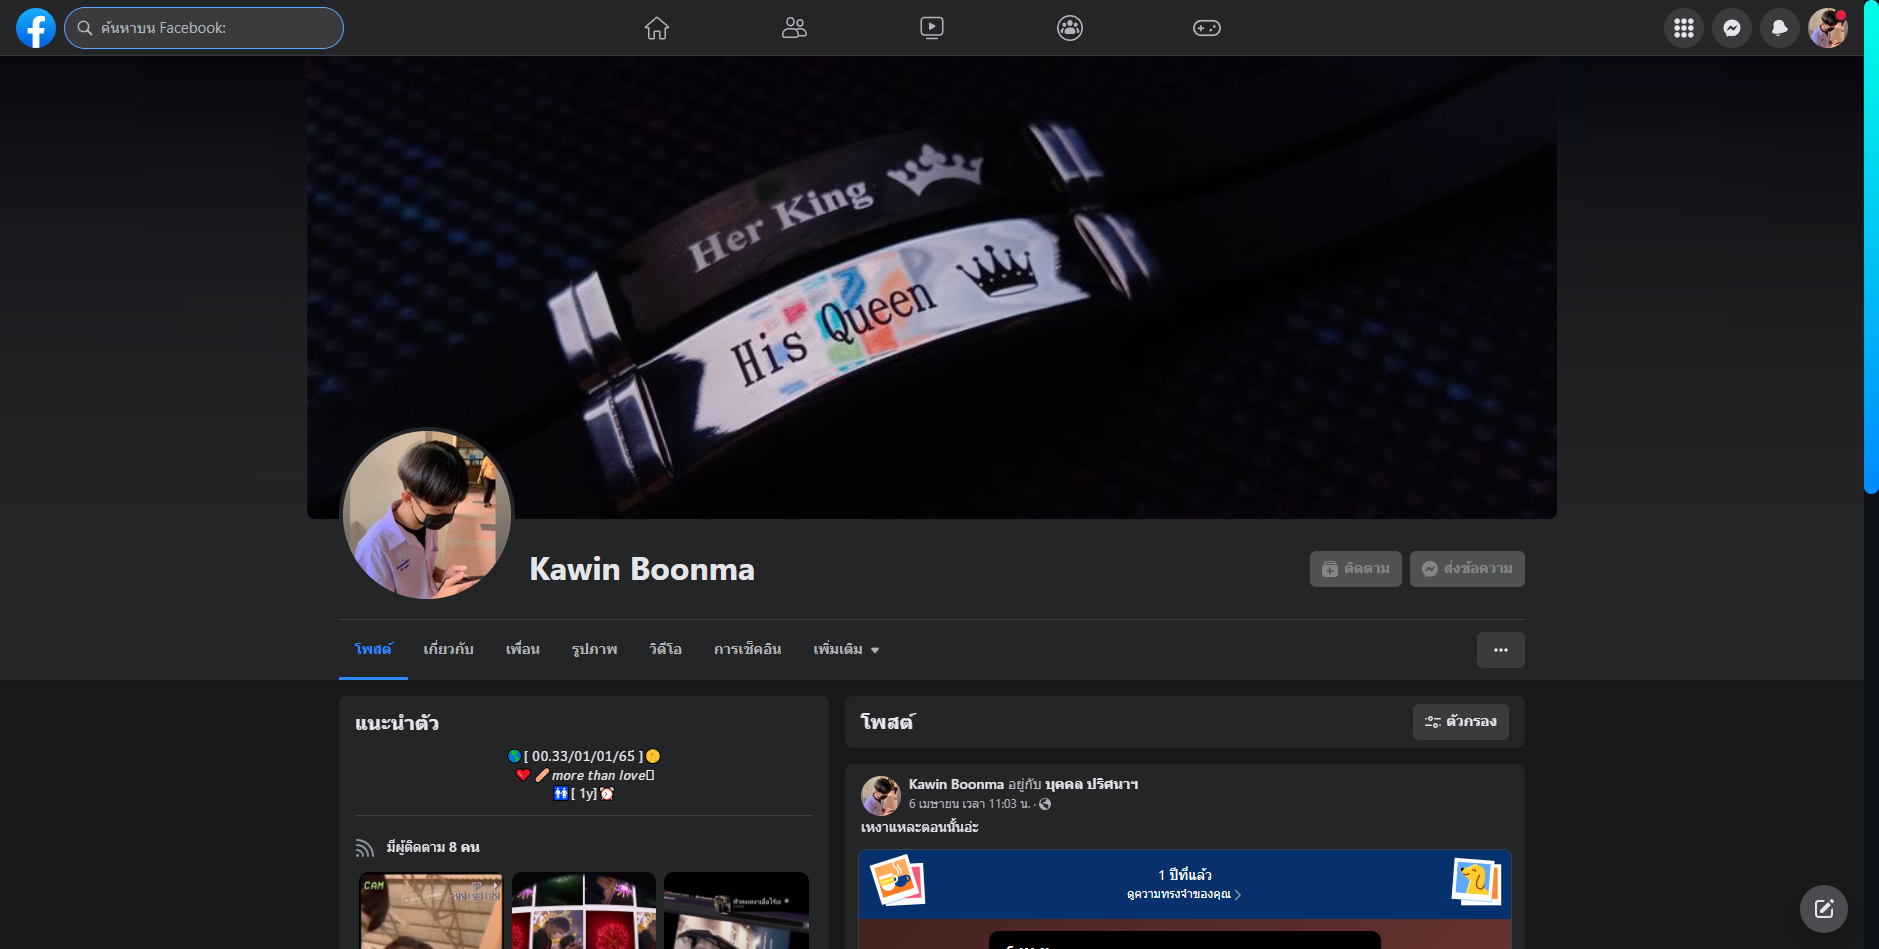 ค้นหาบน Facebook:
Her King
His Queen
Kawin Boonma
ติดตาม
ส่งข้อความ
โพสต์ เกี่ยวกับ เพื่อน รูปภาพ วิดีโอ การเช็คอิน เพิ่มเติม
แนะนำตัว
🌏[ 00.33/01/01/65 ]🌕
❤️🩹more than love▯
🚻[ 1y]⏰
มีผู้ติดตาม 8 คน
CAM
โพสต์
ตัวกรอง
Kawin Boonma อยู่กับ บุคคล ปริศนาฯ
6 เมษายน เวลา 11:03 น. ·
เหงาแหละตอนนั้นอ่ะ
1 ปีที่แล้ว
ดูความทรงจำของคุณ